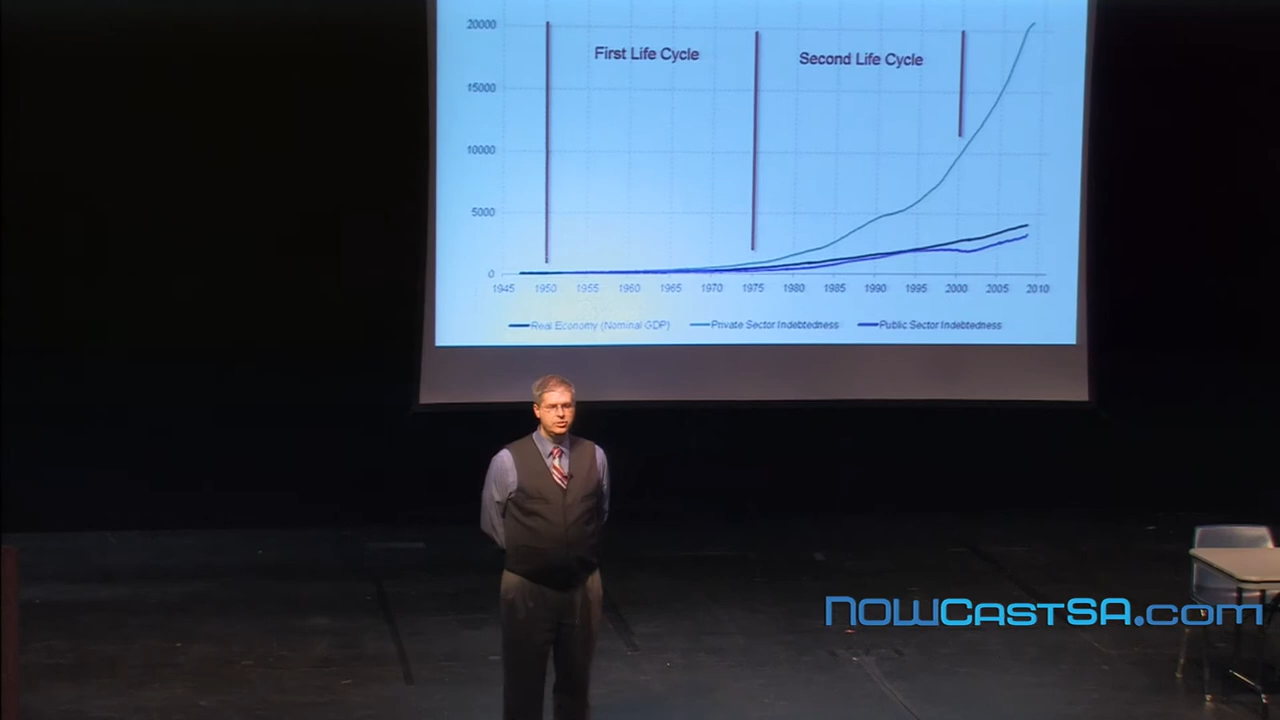 20000
First Life Cycle
Second Life Cycle
15000
10000
5000
0
1945 1950 1955 1960 1965 1970 1975 1980 1985 1990 1995 2000 2005 2010
Real Economy (Nominal GDP) Private Sector Indebtedness Public Sector Indebtedness
NOWCastSA.com